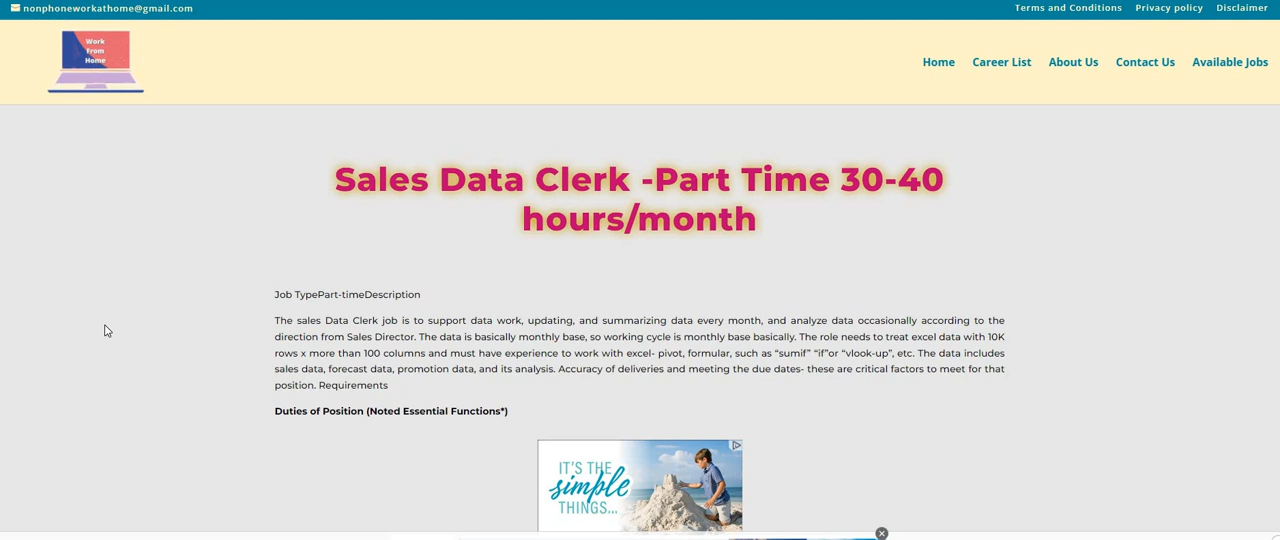 nonphoneworkathome@gmail.com
Terms and Conditions Privacy policy Disclaimer
Work
From
Home
Home Career List About Us Contact Us Available Jobs
Sales Data Clerk -Part Time 30-40
hours/month
Job TypePart-timeDescription
The sales Data Clerk job is to support data work, updating, and summarizing data every month, and analyze data occasionally according to the
direction from Sales Director. The data is basically monthly base, so working cycle is monthly base basically. The role needs to treat excel data with 10K
rows x more than 100 columns and must have experience to work with excel- pivot, formular, such as “sumif” “if”or “vlook-up”, etc. The data includes
sales data, forecast data, promotion data, and its analysis. Accuracy of deliveries and meeting the due dates- these are critical factors to meet for that
position. Requirements
Duties of Position (Noted Essential Functions*)
IT'S THE
simple
THINGS...